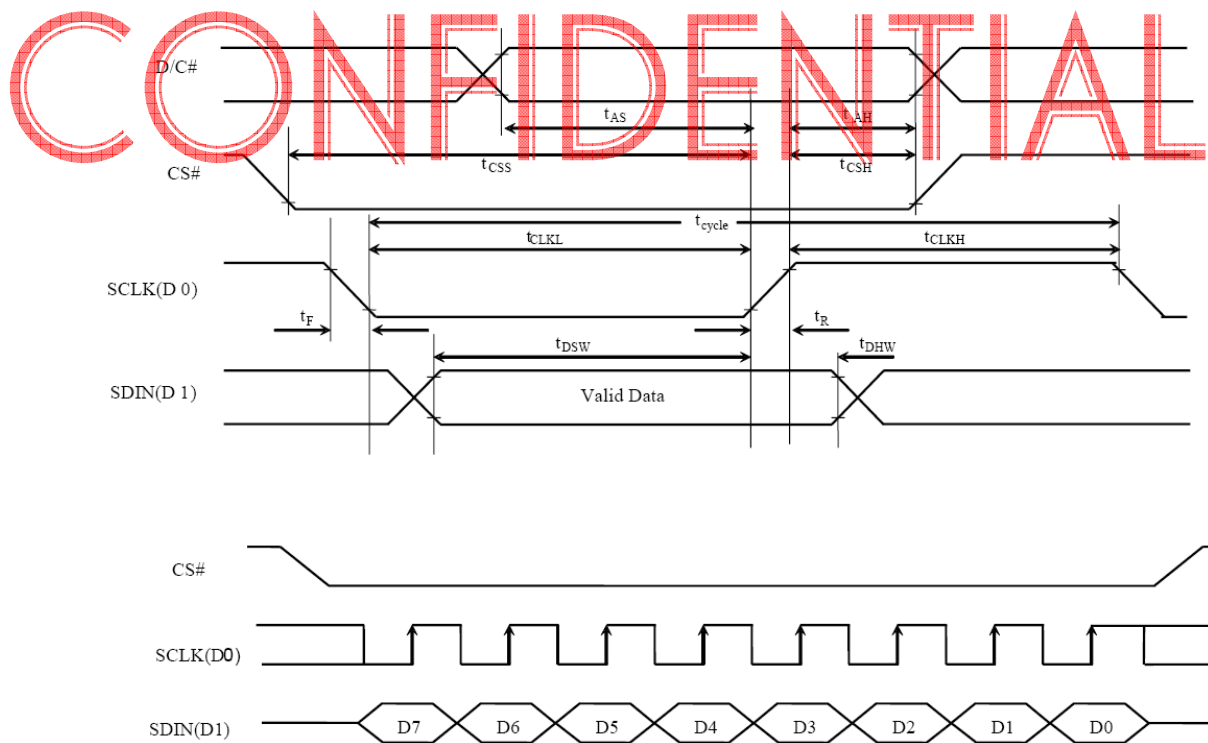 CONFIDENTIAL
D/C#
tAS
tAH
tCSS
tCSH
CS#
tcycle
tCLKL
tCLKH
SCLK(D 0)
tF
tR
tDSW
tDHW
SDIN(D 1)
Valid Data
CS#
SCLK(D0)
SDIN(D1)
D7 D6 D5 D4 D3 D2 D1 D0